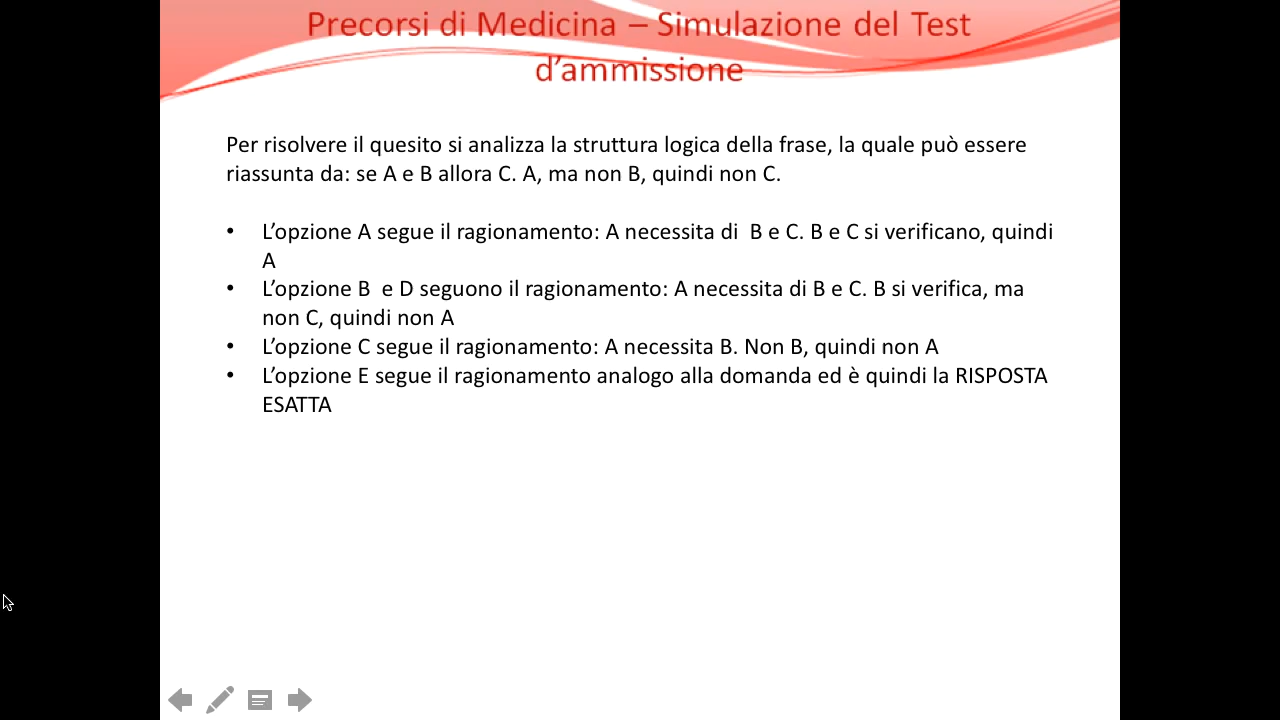 Precorsi di Medicina – Simulazione del Test
d'ammissione
Per risolvere il quesito si analizza la struttura logica della frase, la quale può essere
riassunta da: se A e B allora C. A, ma non B, quindi non C.
• L'opzione A segue il ragionamento: A necessita di  B e C. B e C si verificano, quindi
A
• L'opzione B  e D seguono il ragionamento: A necessita di B e C. B si verifica, ma
non C, quindi non A
• L'opzione C segue il ragionamento: A necessita B. Non B, quindi non A
• L'opzione E segue il ragionamento analogo alla domanda ed è quindi la RISPOSTA
ESATTA